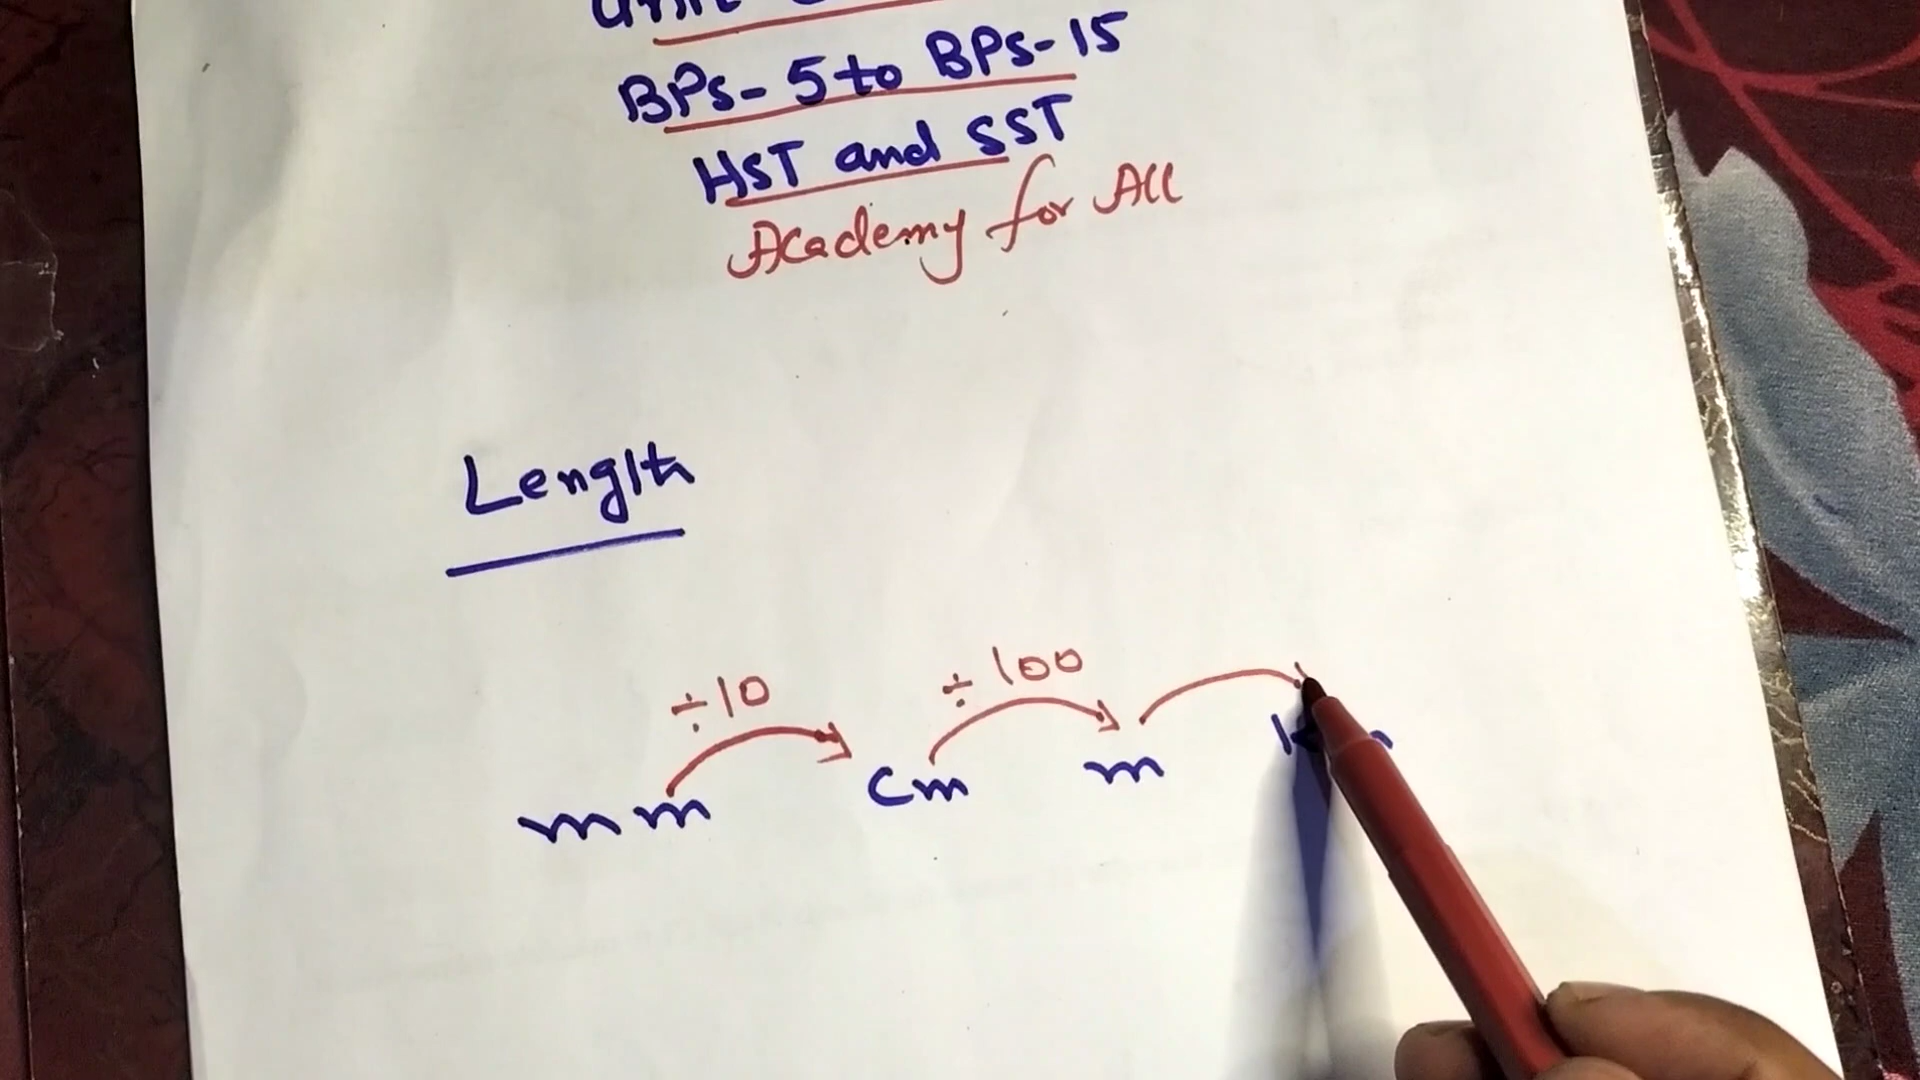 BPS- 5 to BPS- 15
HST and SST
Academy for All
Length
÷10 ÷100
mm cm m